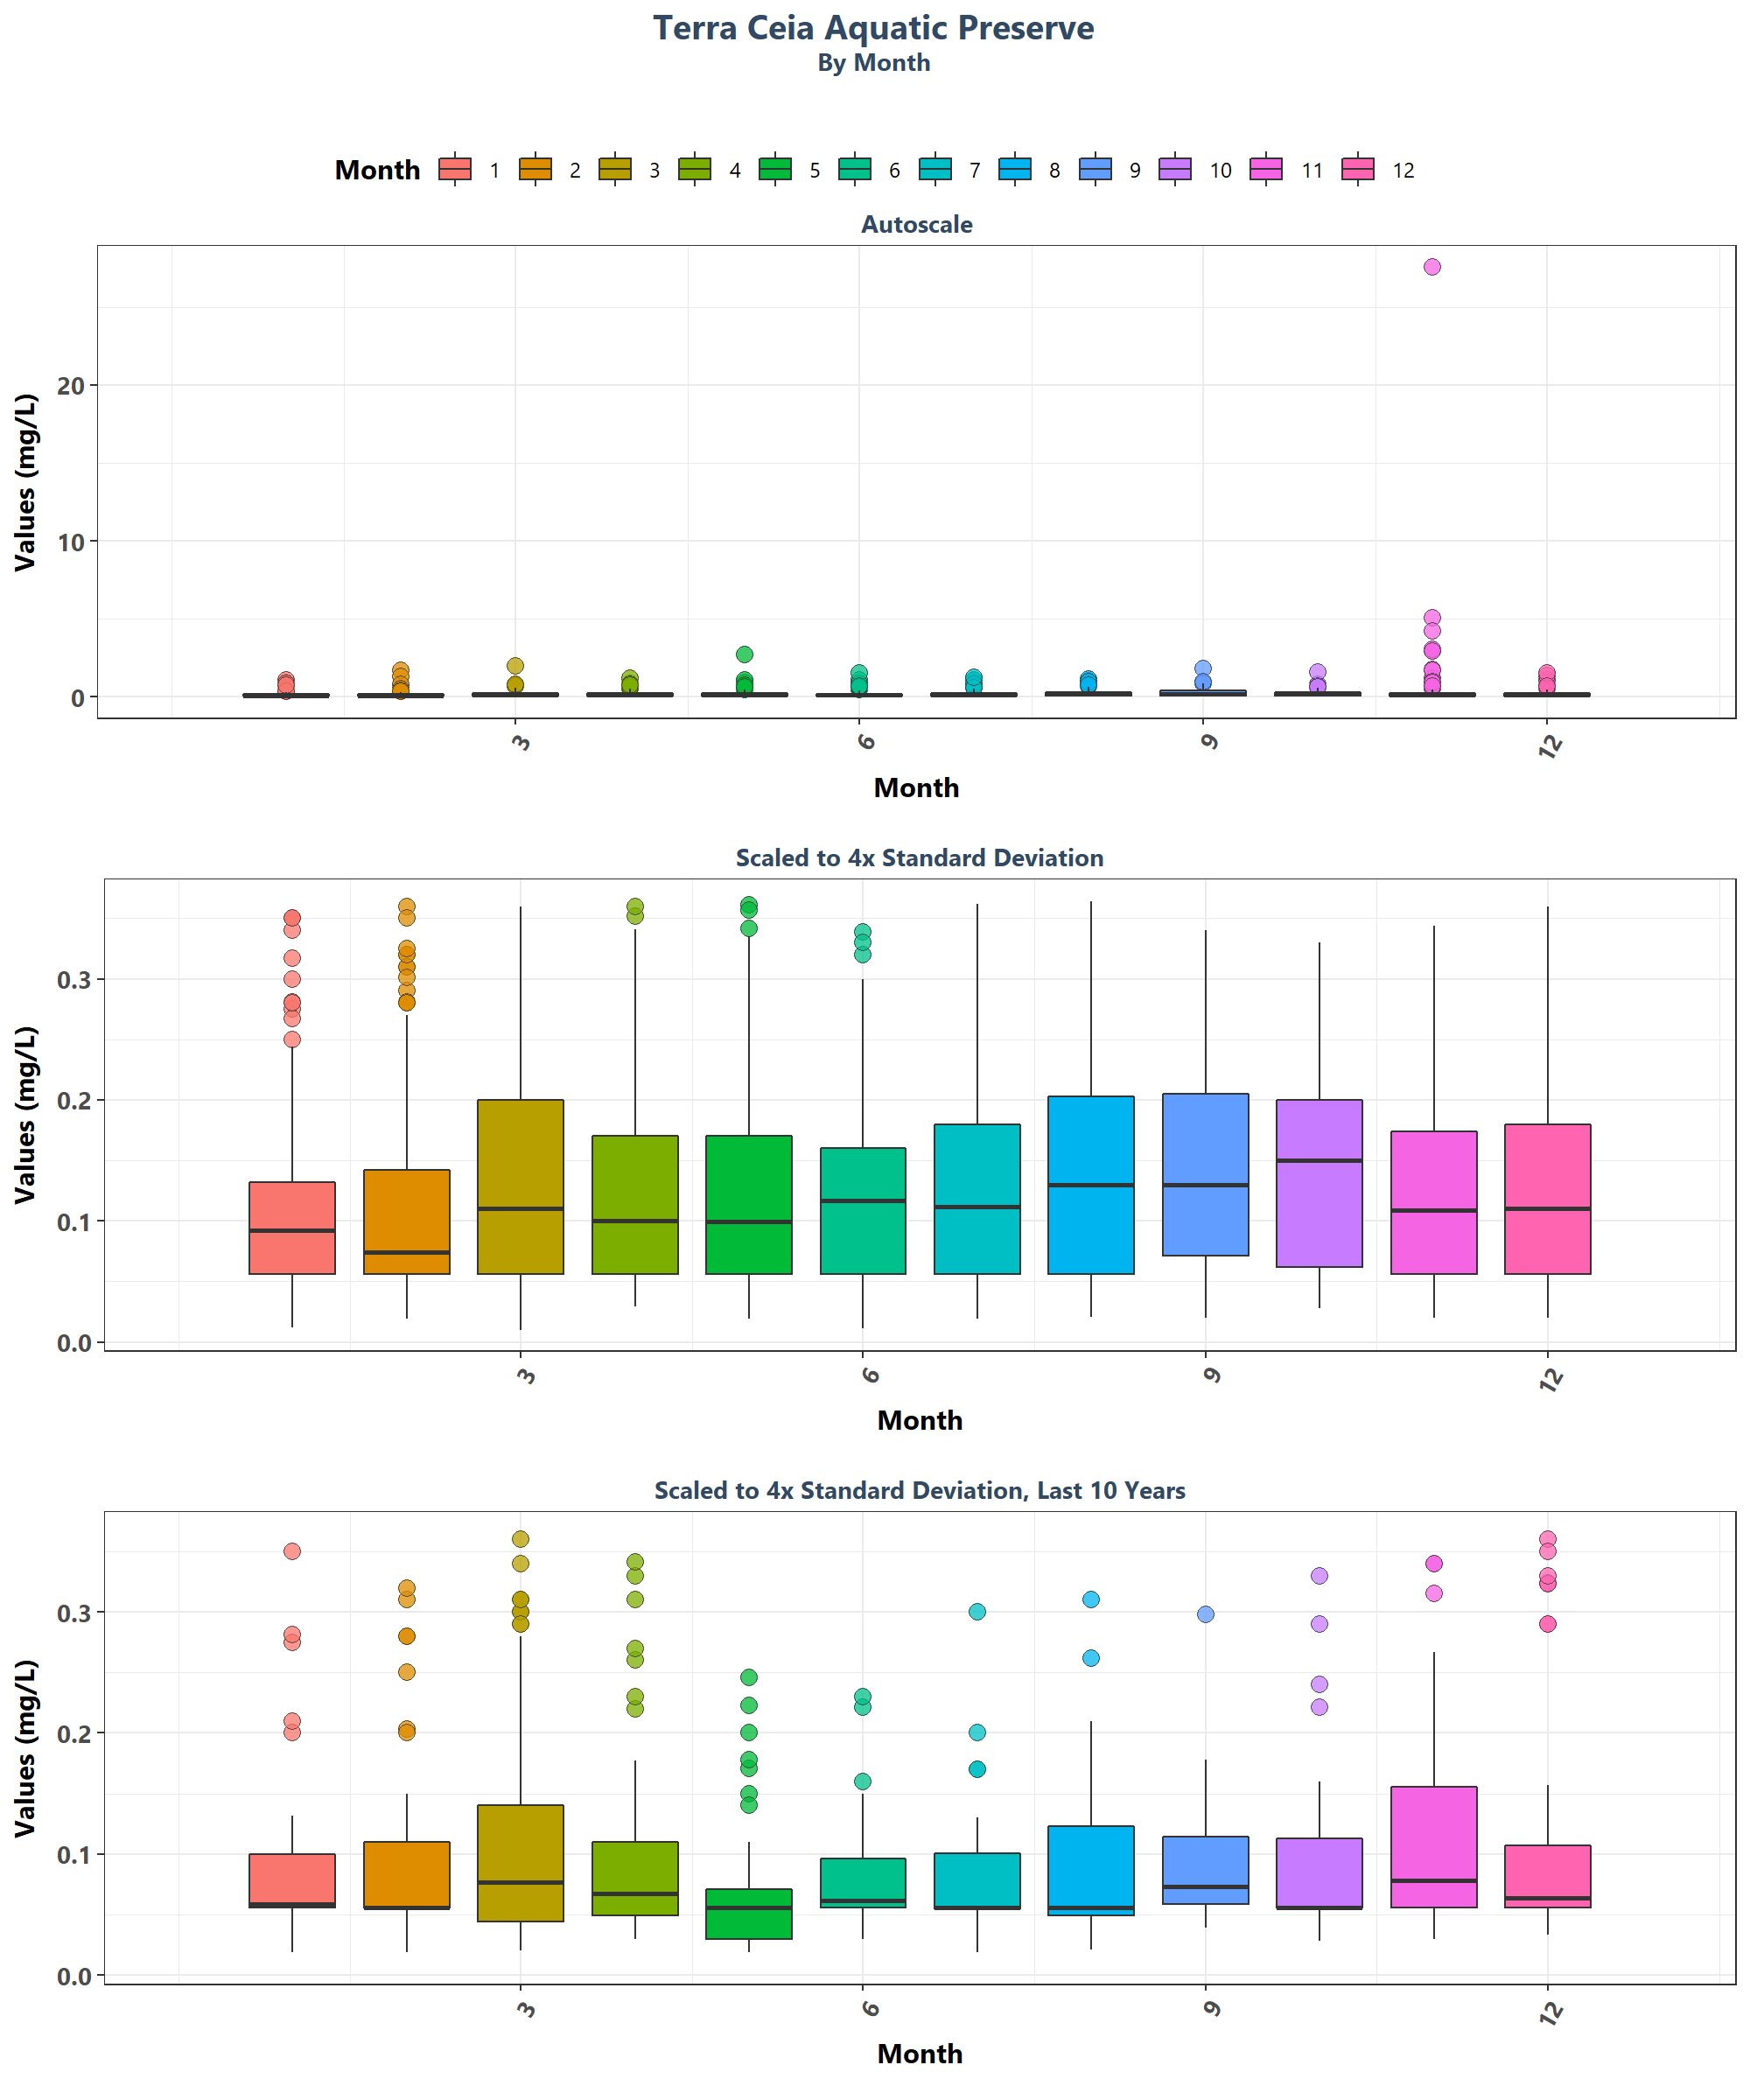 Terra Ceia Aquatic Preserve
By Month
Month 1 2 3 4 5 6 7 8 9 10 11 12
Autoscale
Values (mg/L)
20
10
0
3 6 9 12
Month
Scaled to 4x Standard Deviation
Values (mg/L)
0.3
0.2
0.1
0.0
3 6 9 12
Month
Scaled to 4x Standard Deviation, Last 10 Years
Values (mg/L)
0.3
0.2
0.1
0.0
3 6 9 12
Month